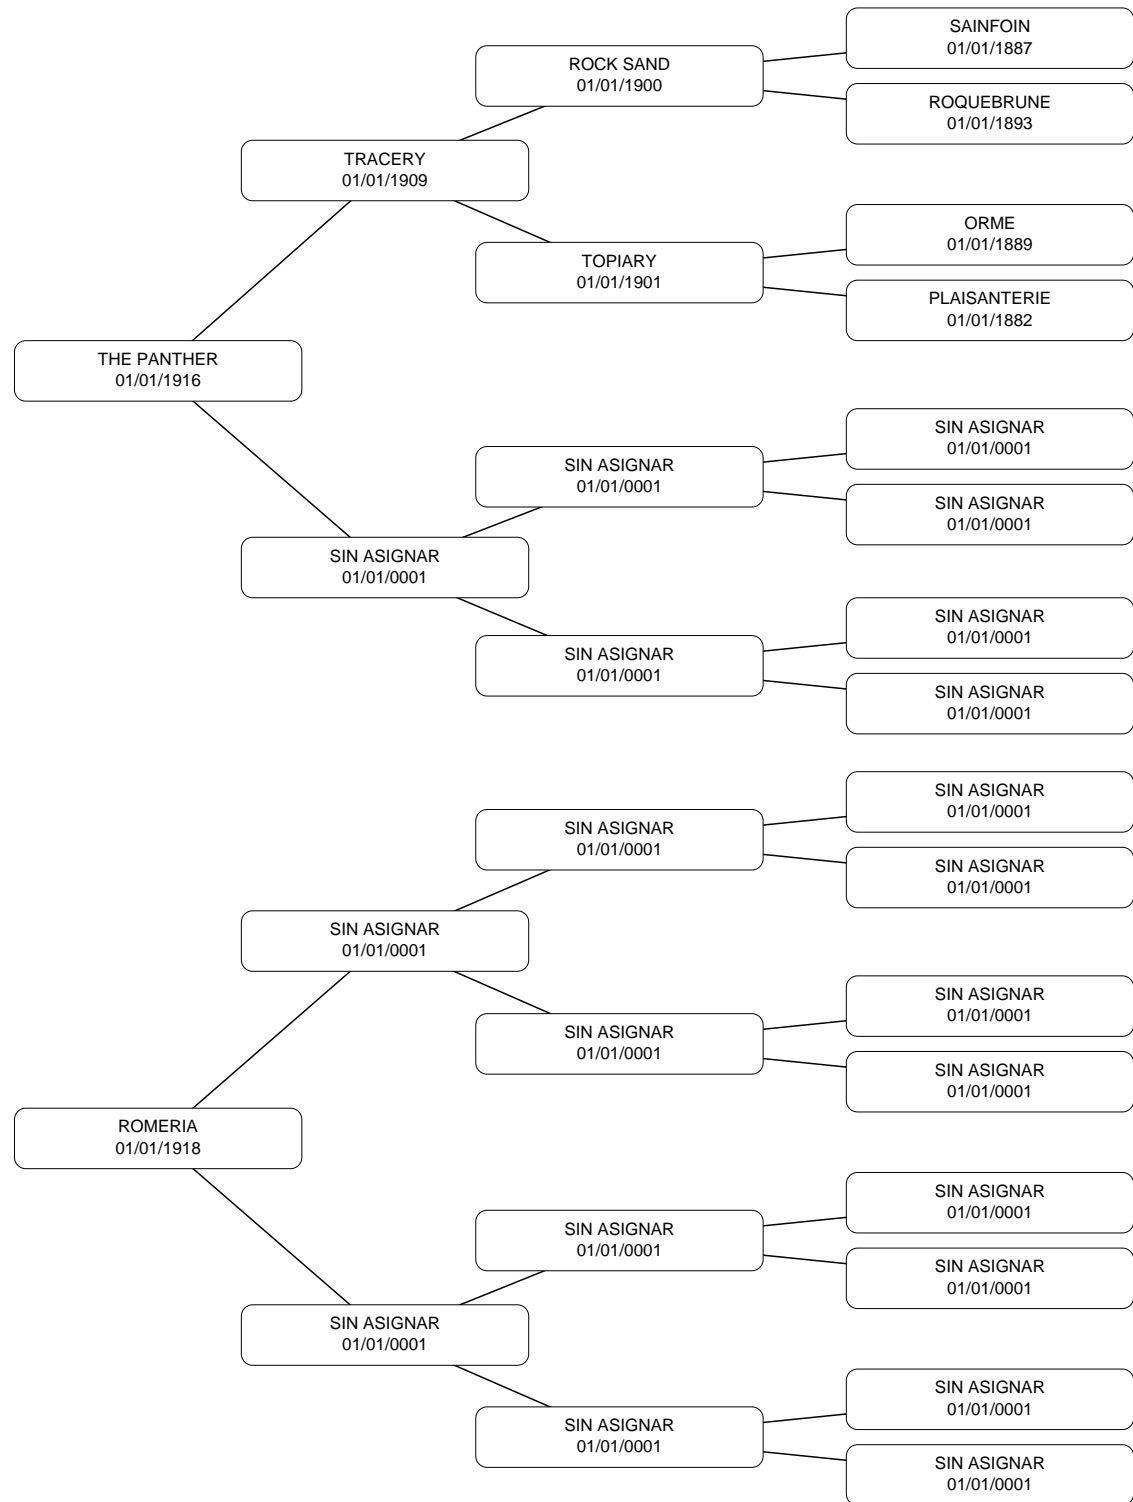 SAINFOIN
01/01/1887
ROCK SAND
01/01/1900
ROQUEBRUNE
01/01/1893
TRACERY
01/01/1909
ORME
01/01/1889
TOPIARY
01/01/1901
PLAISANTERIE
01/01/1882
THE PANTHER
01/01/1916
SIN ASIGNAR
01/01/0001
SIN ASIGNAR
01/01/0001
SIN ASIGNAR
01/01/0001
SIN ASIGNAR
01/01/0001
SIN ASIGNAR
01/01/0001
SIN ASIGNAR
01/01/0001
SIN ASIGNAR
01/01/0001
SIN ASIGNAR
01/01/0001
SIN ASIGNAR
01/01/0001
SIN ASIGNAR
01/01/0001
SIN ASIGNAR
01/01/0001
SIN ASIGNAR
01/01/0001
SIN ASIGNAR
01/01/0001
SIN ASIGNAR
01/01/0001
ROMERIA
01/01/1918
SIN ASIGNAR
01/01/0001
SIN ASIGNAR
01/01/0001
SIN ASIGNAR
01/01/0001
SIN ASIGNAR
01/01/0001
SIN ASIGNAR
01/01/0001
SIN ASIGNAR
01/01/0001
SIN ASIGNAR
01/01/0001